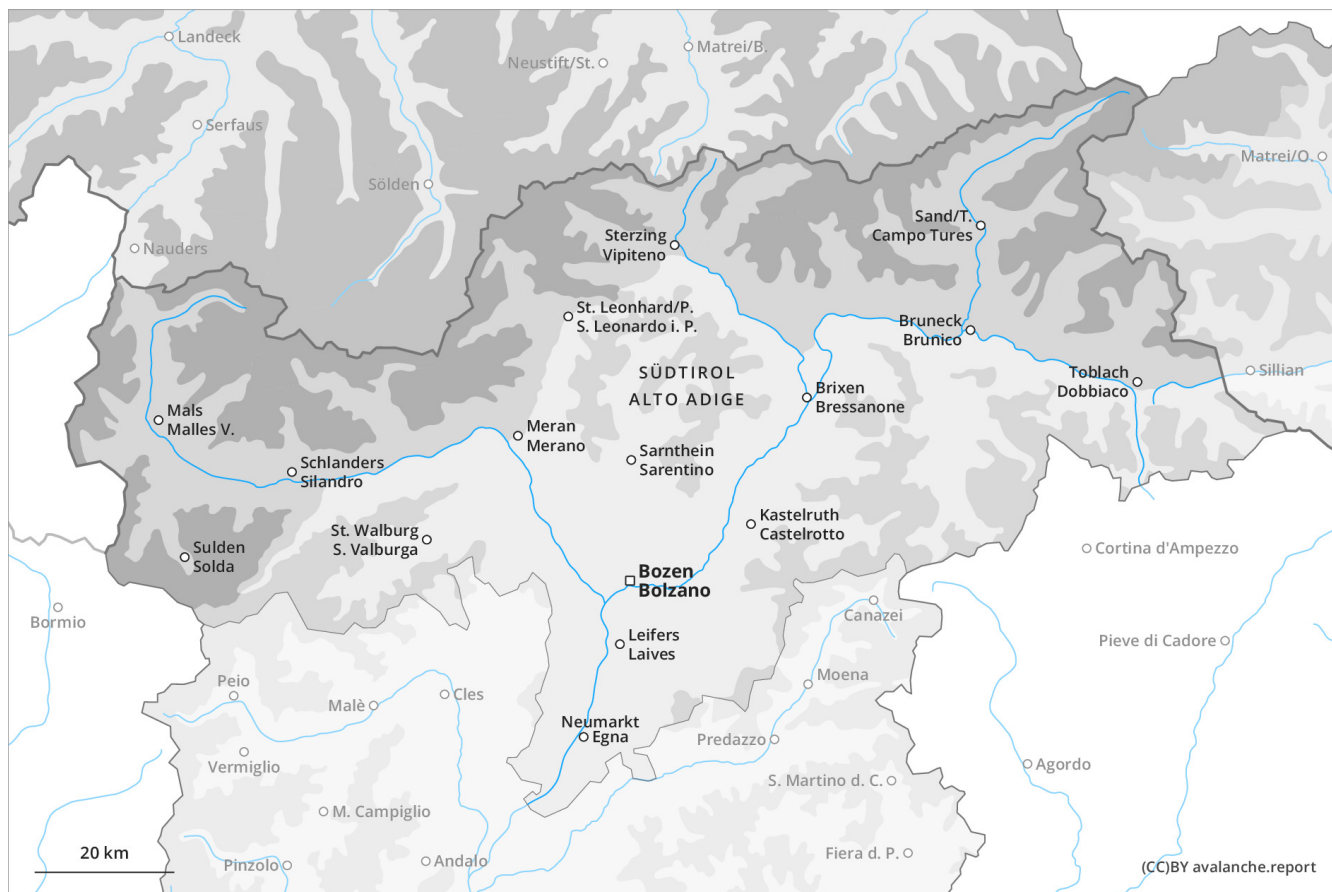 Landeck
Matrei/B.
Neustift/St.
Serfaus
Matrei/O.
Sölden
Sand/T.
Campo Tures
Sterzing
Vipiteno
Nauders
St. Leonhard/P.
S. Leonardo i. P.
Bruneck
Brunico
SÜDTIROL
ALTO ADIGE
Toblach
Dobbiaco
Sillian
Brixen
Bressanone
Mals
Malles V.
Meran
Merano
Sarnthein
Sarentino
Schlanders
Silandro
Kastelruth
Castelrotto
St. Walburg
S. Valburga
Sulden
Solda
Cortina d'Ampezzo
Bozen
Bolzano
Bormio
Canazei
Leifers
Laives
Pieve di Cadore
Peio
Moena
Malè
Cles
Neumarkt
Egna
Predazzo
Vermiglio
Agordo
S. Martino d. C.
M. Campiglio
20 km
Pinzolo
Andalo
Fiera d. P.
(CC)BY avalanche.report